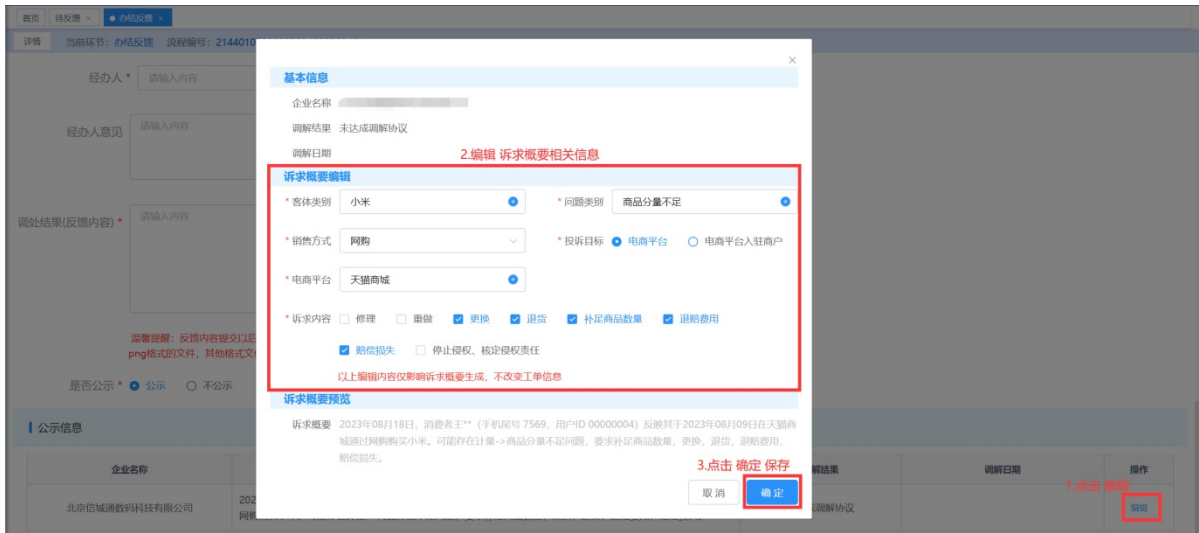 首页 待反馈 × ● 办结反馈 ×
详情 当前环节：办结反馈 流程编号：2144010
经办人 * 请输入内容
经办人意见 请输入内容
调处结果(反馈内容) * 请输入内容
温馨提醒：反馈内容提交以后
png格式的文件，其他格式文
是否公示 * 公示 不公示
公示信息
企业名称 解结果 调解日期 操作
1.点击 编辑
北京信城通数码科技有限公司 202 调解协议 编辑
网
×
基本信息
企业名称
调解结果 未达成调解协议
调解日期
2.编辑 诉求概要相关信息
诉求概要编辑
* 客体类别 小米 * 问题类别 商品分量不足
* 销售方式 网购 * 投诉目标 电商平台 电商平台入驻商户
* 电商平台 天猫商城
* 诉求内容 修理 重做 更换 退货 补足商品数量 退赔费用
赔偿损失 停止侵权、核定侵权责任
以上编辑内容仅影响诉求概要生成，不改变工单信息
诉求概要预览
诉求概要 2023年08月18日，消费者王**（手机尾号 7569，用户ID 00000004）反映其于2023年08月09日在天猫商
城通过网购购买小米。可能存在计量->商品分量不足问题，要求补足商品数量，更换，退货，退赔费用，
赔偿损失。
3.点击 确定 保存
取消 确定